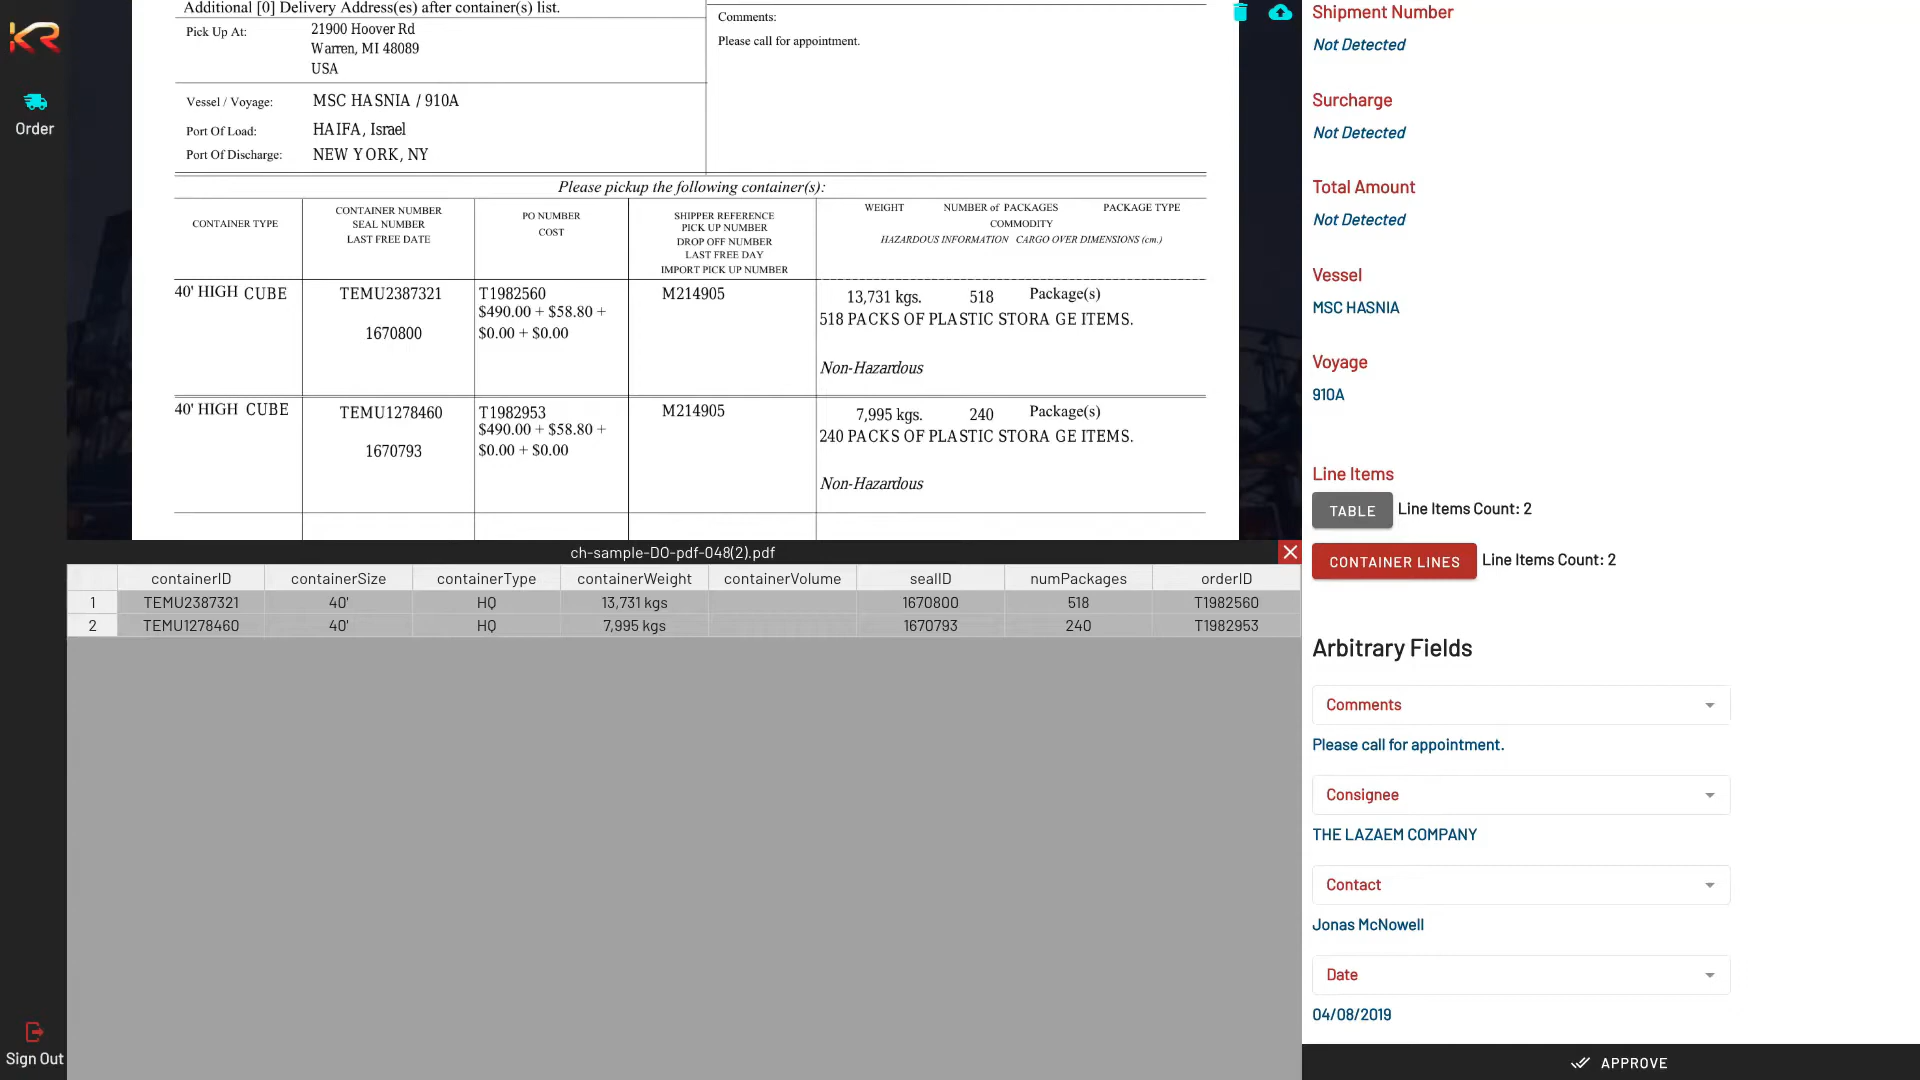 KR
Order
Sign Out
Additional [0] Delivery Address(es) after container(s) list.
Pick Up At:
21900 Hoover Rd
Warren, MI 48089
USA
Comments:
Please call for appointment.
Vessel / Voyage:
MSC HASNIA / 910A
Port Of Load:
HAIFA, Israel
Port Of Discharge:
NEW YORK, NY
Please pickup the following container(s):
CONTAINER TYPE
CONTAINER NUMBER
SEAL NUMBER
LAST FREE DATE
PO NUMBER
COST
SHIPPER REFERENCE
PICK UP NUMBER
DROP OFF NUMBER
LAST FREE DAY
IMPORT PICK UP NUMBER
WEIGHT NUMBER of PACKAGES PACKAGE TYPE
COMMODITY
HAZARDOUS INFORMATION CARGO OVER DIMENSIONS (cm.)
40' HIGH CUBE
TEMU2387321
1670800
T1982560
$490.00 + $58.80 +
$0.00 + $0.00
M214905
13,731 kgs. 518 Package(s)
518 PACKS OF PLASTIC STORA GE ITEMS.
Non-Hazardous
40' HIGH CUBE
TEMU1278460
1670793
T1982953
$490.00 + $58.80 +
$0.00 + $0.00
M214905
7,995 kgs. 240 Package(s)
240 PACKS OF PLASTIC STORA GE ITEMS.
Non-Hazardous
ch-sample-DO-pdf-048(2).pdf
containerID containerSize containerType containerWeight containerVolume sealID numPackages orderID
1 TEMU2387321 40' HQ 13,731 kgs 1670800 518 T1982560
2 TEMU1278460 40' HQ 7,995 kgs 1670793 240 T1982953
Shipment Number
Not Detected
Surcharge
Not Detected
Total Amount
Not Detected
Vessel
MSC HASNIA
Voyage
910A
Line Items
TABLE Line Items Count: 2
CONTAINER LINES Line Items Count: 2
Arbitrary Fields
Comments
Please call for appointment.
Consignee
THE LAZAEM COMPANY
Contact
Jonas McNowell
Date
04/08/2019
APPROVE